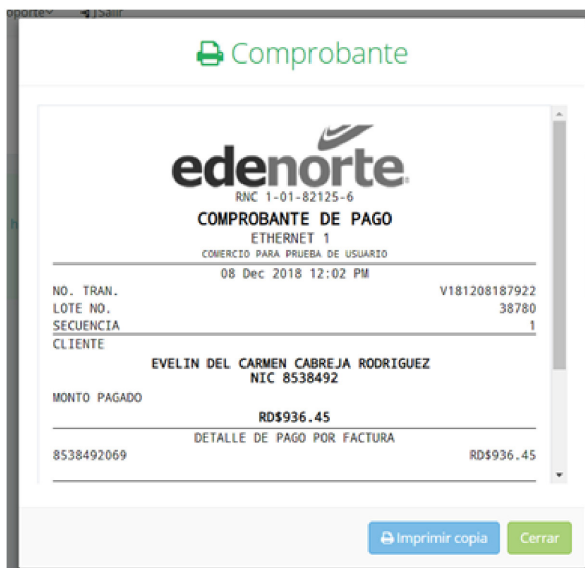 Salir
Comprobante
edenorte
RNC 1-01-82125-6
COMPROBANTE DE PAGO
ETHERNET 1
COMERCIO PARA PRUEBA DE USUARIO
08 Dec 2018 12:02 PM
NO. TRAN. V181208187922
LOTE NO. 38780
SECUENCIA 1
CLIENTE
EVELIN DEL CARMEN CABREJA RODRIGUEZ
NIC 8538492
MONTO PAGADO
RD$936.45
DETALLE DE PAGO POR FACTURA
8538492069 RD$936.45
Imprimir copia Cerrar